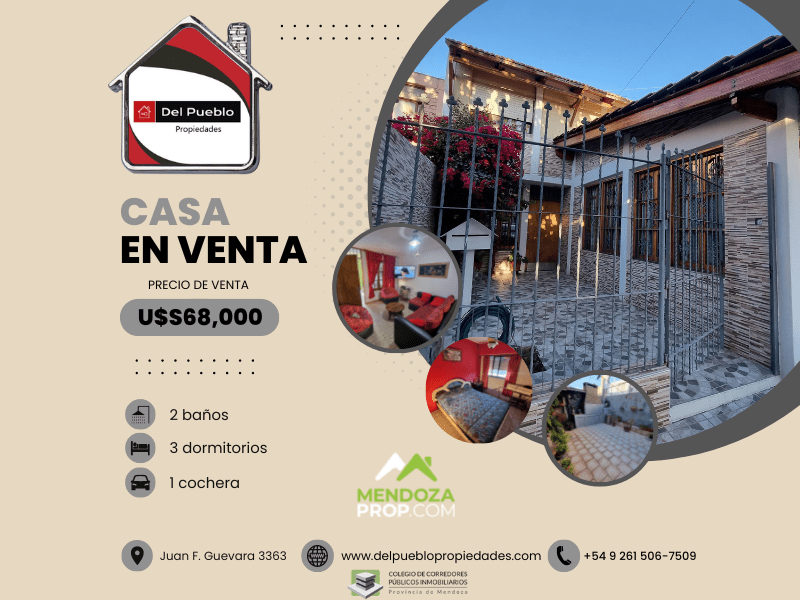 Del Pueblo
Propiedades
CASA
EN VENTA
PRECIO DE VENTA
U$S68,000
2 baños
3 dormitorios
1 cochera
MENDOZA
PROP.COM
Juan F. Guevara 3363
www.delpueblopropiedades.com
+54 9 261 506-7509
COLEGIO DE CORREDORES
PÚBLICOS INMOBILIARIOS
Provincia de Mendoza